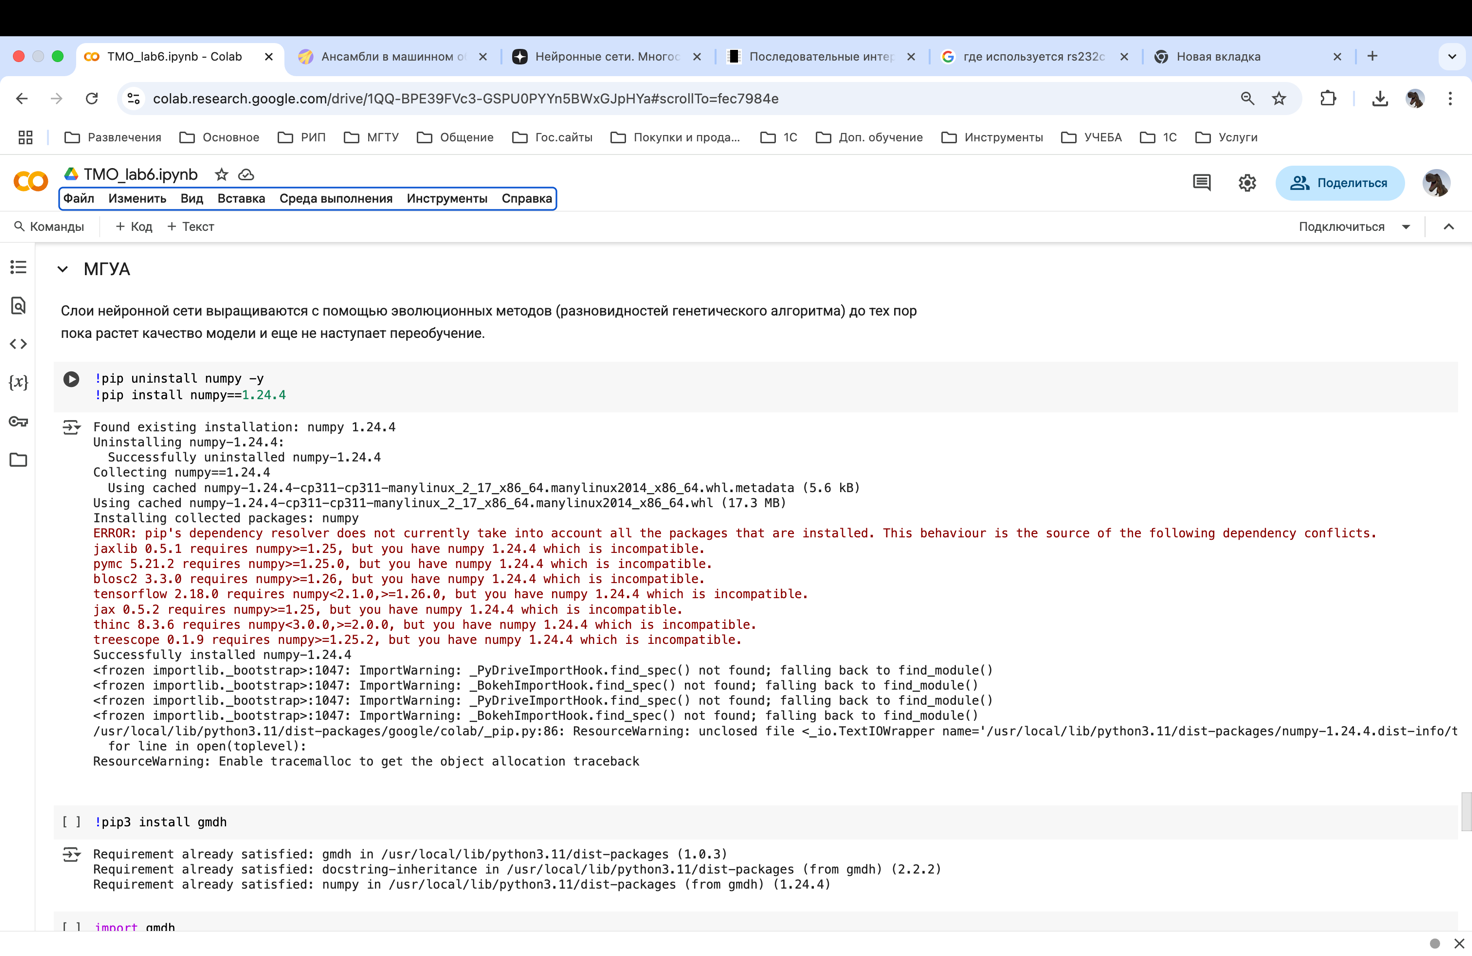 TMO_lab6.ipynb - Colab
Ансамбли в машинном о
Нейронные сети. Многос
Последовательные интер
где используется rs232c
Новая вкладка
colab.research.google.com/drive/1QQ-BPE39FVc3-GSPU0PYYn5BWxGJpHYa#scrollTo=fec7984e
Развлечения Основное РИП МГТУ Общение Гос.сайты Покупки и прода... 1С Доп. обучение Инструменты УЧЕБА 1С Услуги
CO TMO_lab6.ipynb
Файл Изменить Вид Вставка Среда выполнения Инструменты Справка
Поделиться
Команды + Код + Текст Подключиться
МГУА
Слои нейронной сети выращиваются с помощью эволюционных методов (разновидностей генетического алгоритма) до тех пор
пока растет качество модели и еще не наступает переобучение.
!pip uninstall numpy -y
!pip install numpy==1.24.4
Found existing installation: numpy 1.24.4
Uninstalling numpy-1.24.4:
Successfully uninstalled numpy-1.24.4
Collecting numpy==1.24.4
Using cached numpy-1.24.4-cp311-cp311-manylinux_2_17_x86_64.manylinux2014_x86_64.whl.metadata (5.6 kB)
Using cached numpy-1.24.4-cp311-cp311-manylinux_2_17_x86_64.manylinux2014_x86_64.whl (17.3 MB)
Installing collected packages: numpy
ERROR: pip's dependency resolver does not currently take into account all the packages that are installed. This behaviour is the source of the following dependency conflicts.
jaxlib 0.5.1 requires numpy>=1.25, but you have numpy 1.24.4 which is incompatible.
pymc 5.21.2 requires numpy>=1.25.0, but you have numpy 1.24.4 which is incompatible.
blosc2 3.3.0 requires numpy>=1.26, but you have numpy 1.24.4 which is incompatible.
tensorflow 2.18.0 requires numpy<2.1.0,>=1.26.0, but you have numpy 1.24.4 which is incompatible.
jax 0.5.2 requires numpy>=1.25, but you have numpy 1.24.4 which is incompatible.
thinc 8.3.6 requires numpy<3.0.0,>=2.0.0, but you have numpy 1.24.4 which is incompatible.
treescope 0.1.9 requires numpy>=1.25.2, but you have numpy 1.24.4 which is incompatible.
Successfully installed numpy-1.24.4
<frozen importlib._bootstrap>:1047: ImportWarning: _PyDriveImportHook.find_spec() not found; falling back to find_module()
<frozen importlib._bootstrap>:1047: ImportWarning: _BokehImportHook.find_spec() not found; falling back to find_module()
<frozen importlib._bootstrap>:1047: ImportWarning: _PyDriveImportHook.find_spec() not found; falling back to find_module()
<frozen importlib._bootstrap>:1047: ImportWarning: _BokehImportHook.find_spec() not found; falling back to find_module()
/usr/local/lib/python3.11/dist-packages/google/colab/_pip.py:86: ResourceWarning: unclosed file <_io.TextIOWrapper name='/usr/local/lib/python3.11/dist-packages/numpy-1.24.4.dist-info/t
for line in open(toplevel):
ResourceWarning: Enable tracemalloc to get the object allocation traceback
[ ] !pip3 install gmdh
Requirement already satisfied: gmdh in /usr/local/lib/python3.11/dist-packages (1.0.3)
Requirement already satisfied: docstring-inheritance in /usr/local/lib/python3.11/dist-packages (from gmdh) (2.2.2)
Requirement already satisfied: numpy in /usr/local/lib/python3.11/dist-packages (from gmdh) (1.24.4)
[ ] import gmdh